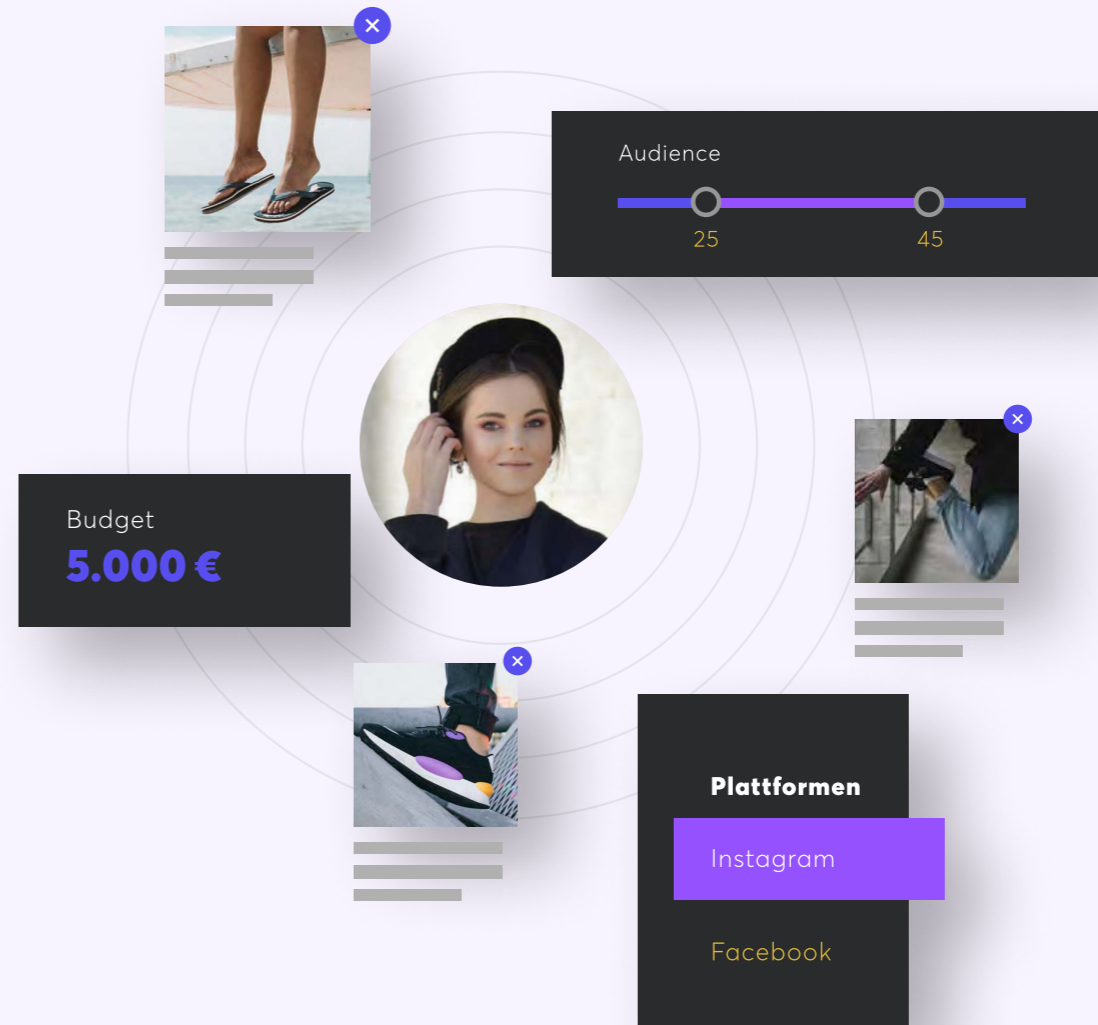 Audience
25
45
Budget
5.000 €
Plattformen
Instagram
Facebook